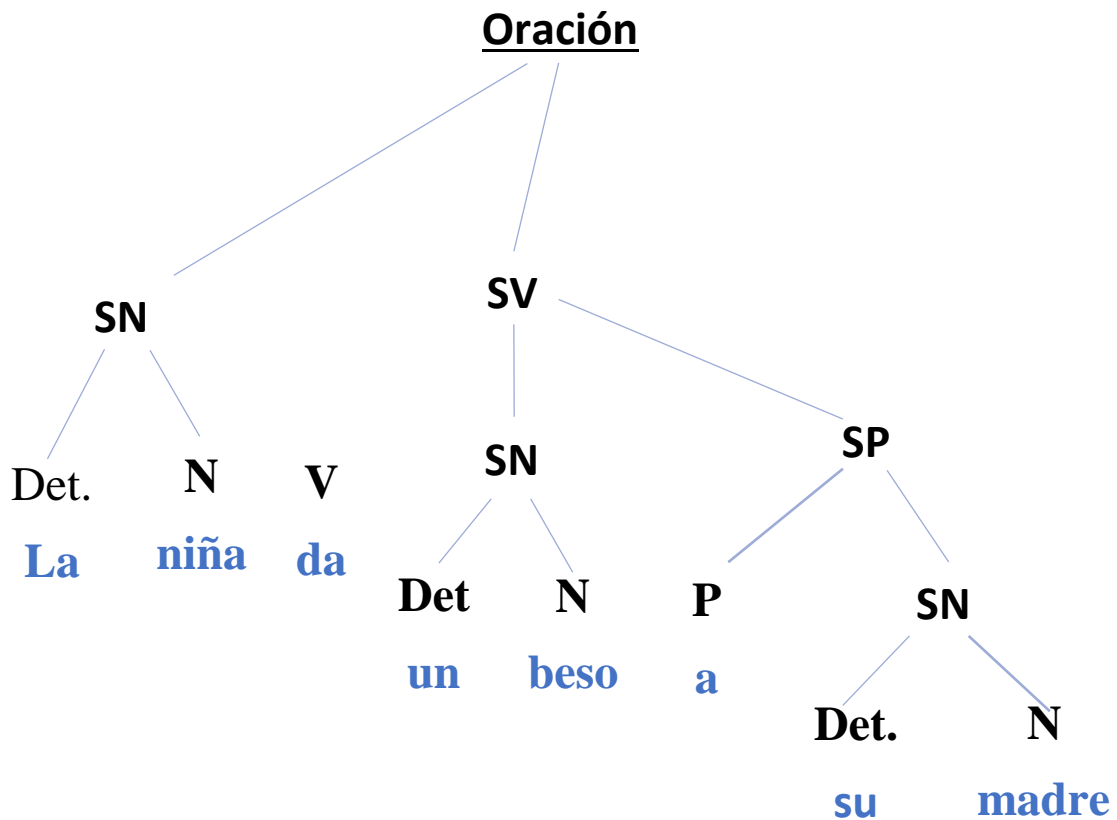 Oración
SN SV
SN SP
Det. N V
La niña da
Det N P SN
un beso a
Det. N
su madre